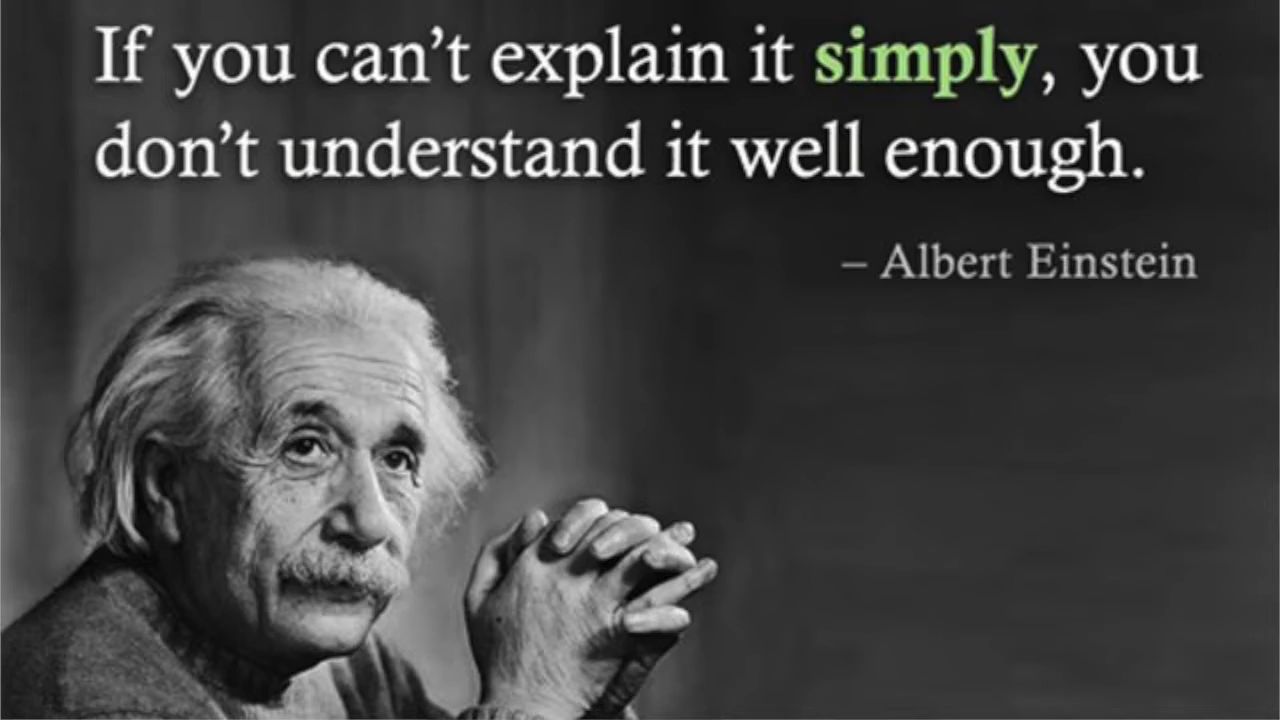 If you can’t explain it simply, you
don’t understand it well enough.
– Albert Einstein